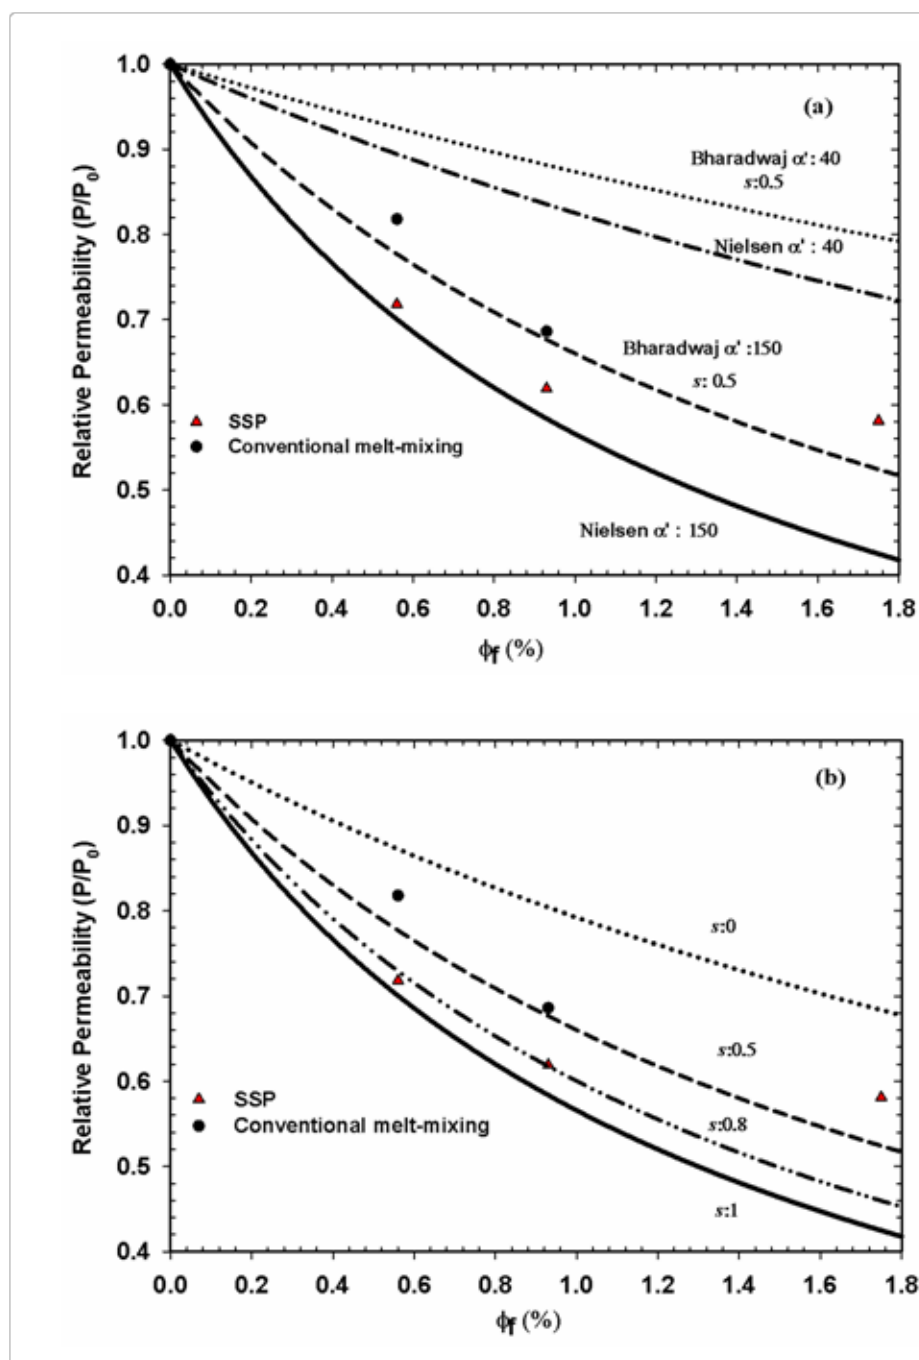 1.0
(a)
0.9
Bharadwaj α': 40
s:0.5
0.8
Nielsen α' : 40
0.7
Bharadwaj α' :150
s: 0.5
0.6
SSP
Conventional melt-mixing
0.5
Nielsen α' : 150
0.4
0.0 0.2 0.4 0.6 0.8 1.0 1.2 1.4 1.6 1.8
ϕf (%)
Relative Permeability (P/P0)
1.0
(b)
0.9
0.8
s:0
0.7
s:0.5
0.6
SSP
s:0.8
Conventional melt-mixing
0.5
s:1
0.4
0.0 0.2 0.4 0.6 0.8 1.0 1.2 1.4 1.6 1.8
ϕf (%)
Relative Permeability (P/P0)